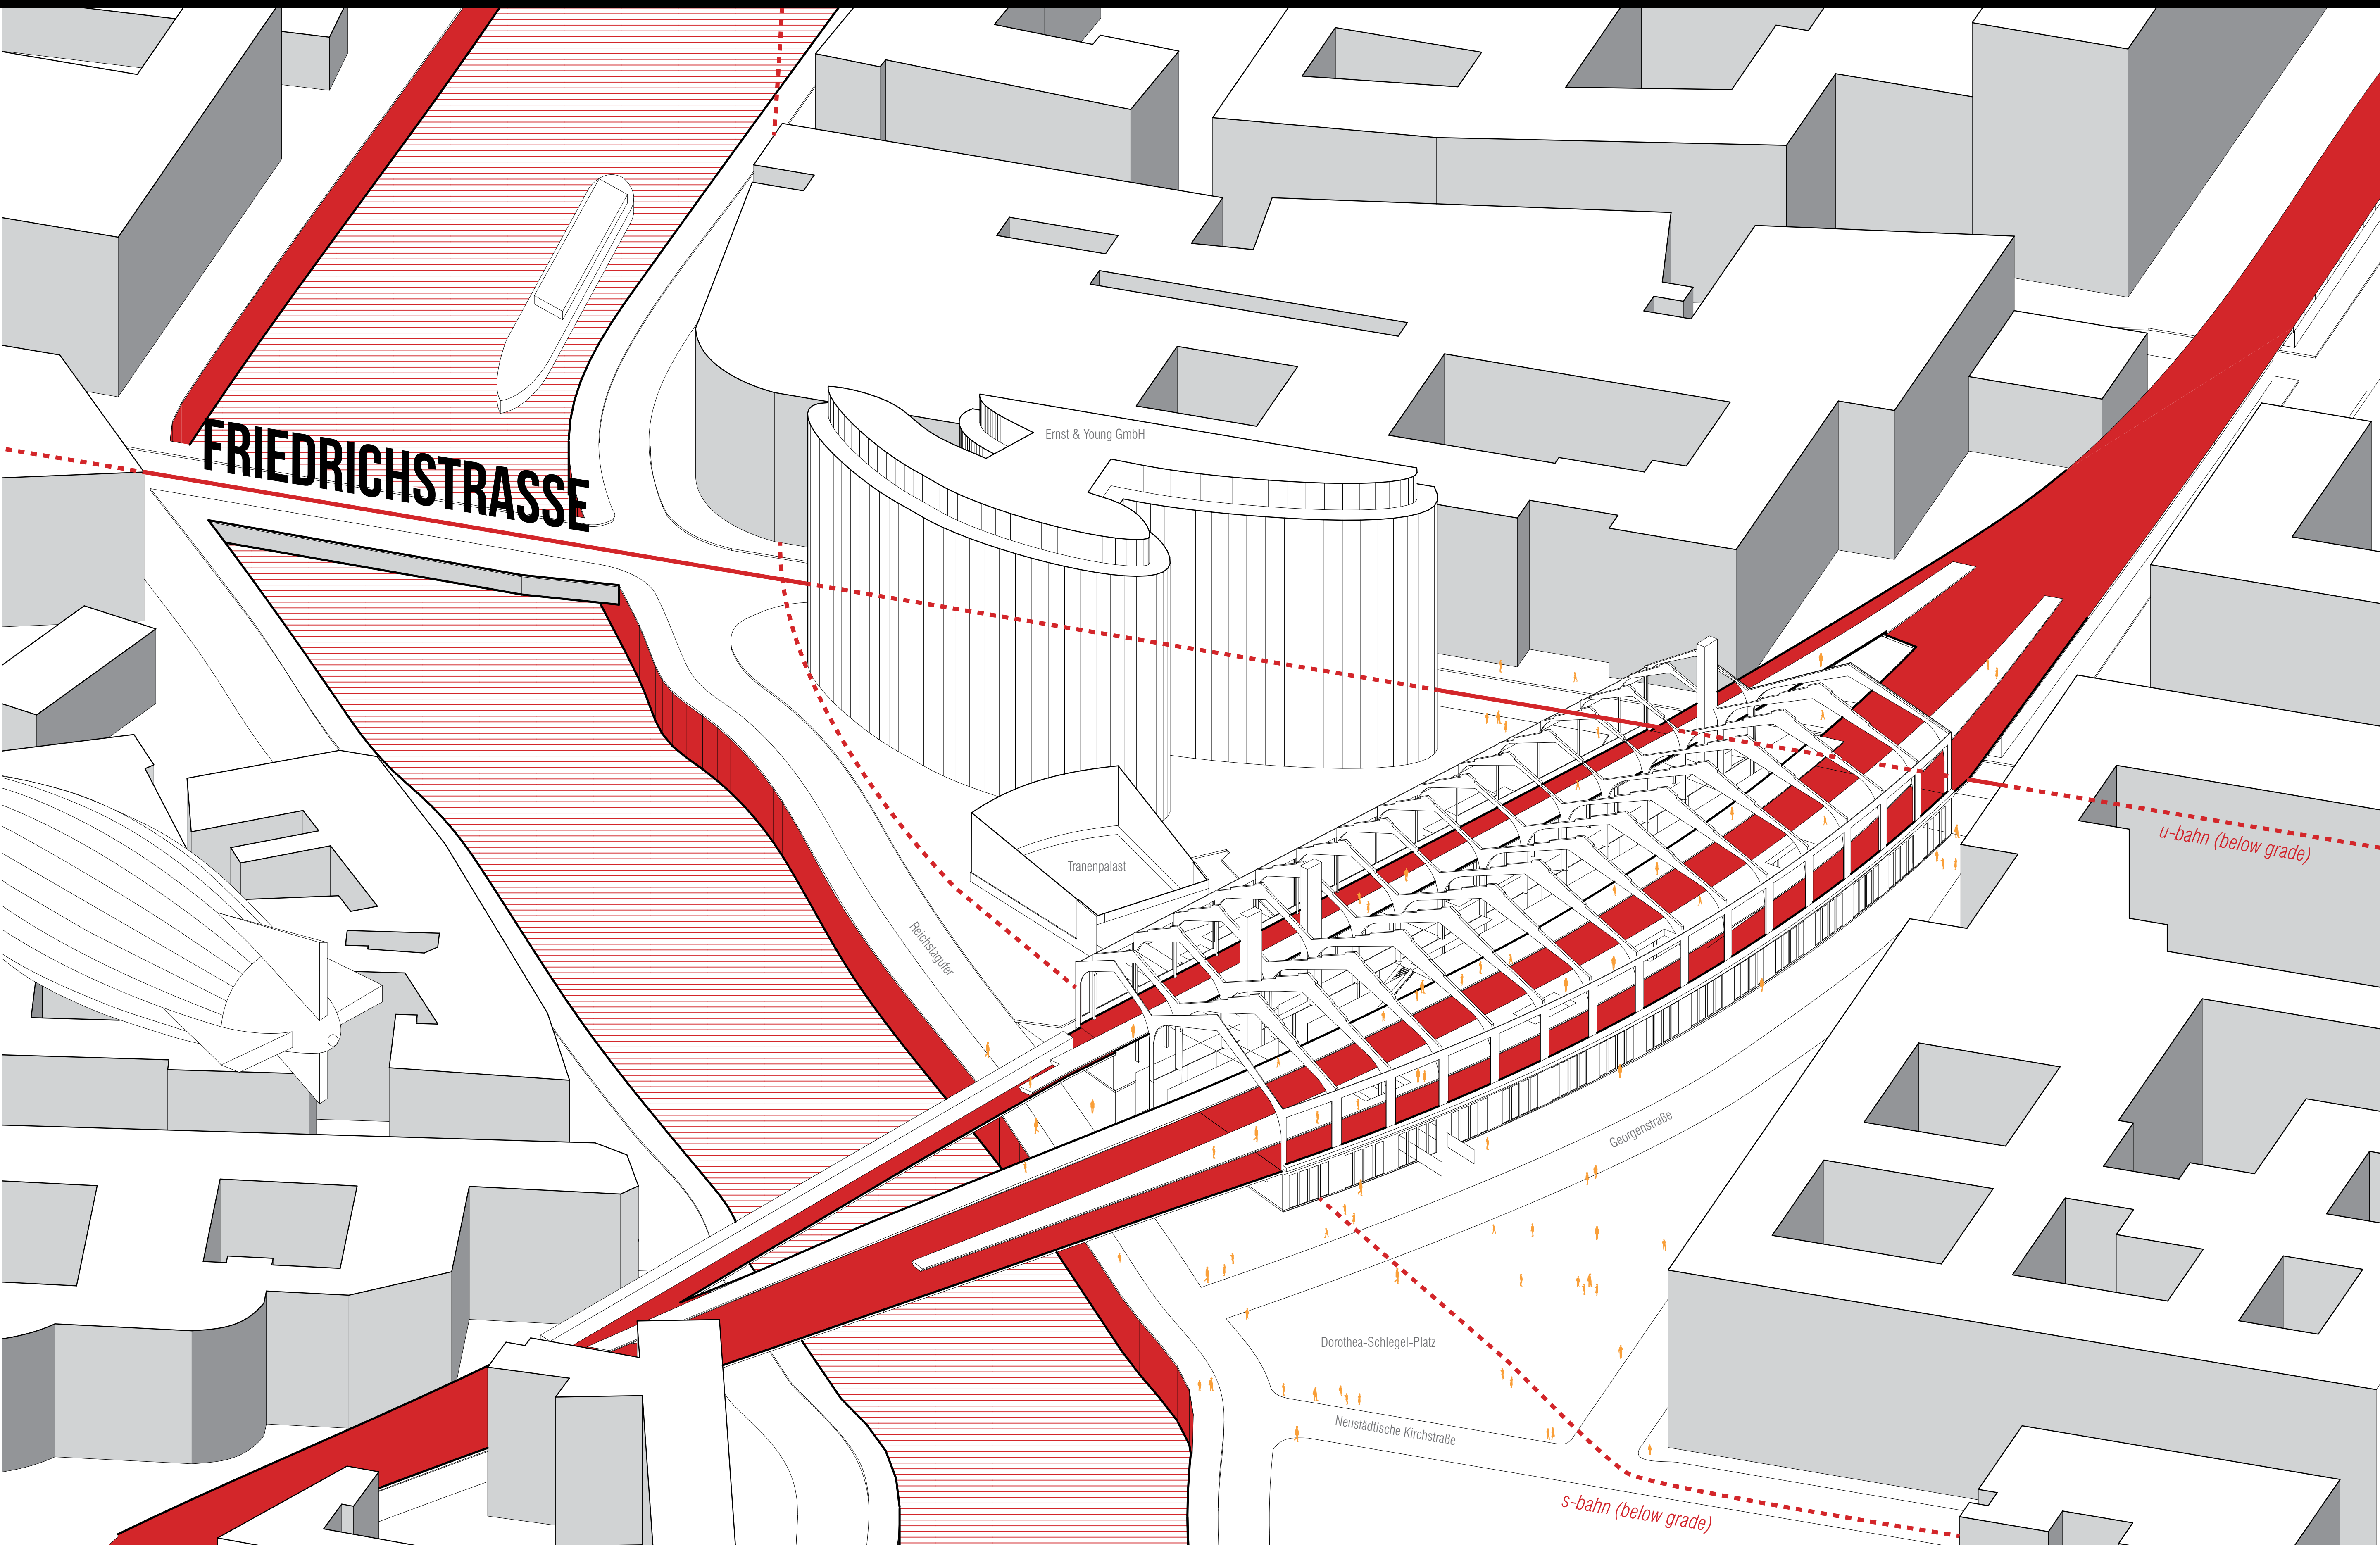 FRIEDRICHSTRASSE
Ernst & Young GmbH
u-bahn (below grade)
Tranenpalast
Reichstagufer
Georgenstraße
Dorothea-Schlegel-Platz
Neustädtische Kirchstraße
s-bahn (below grade)